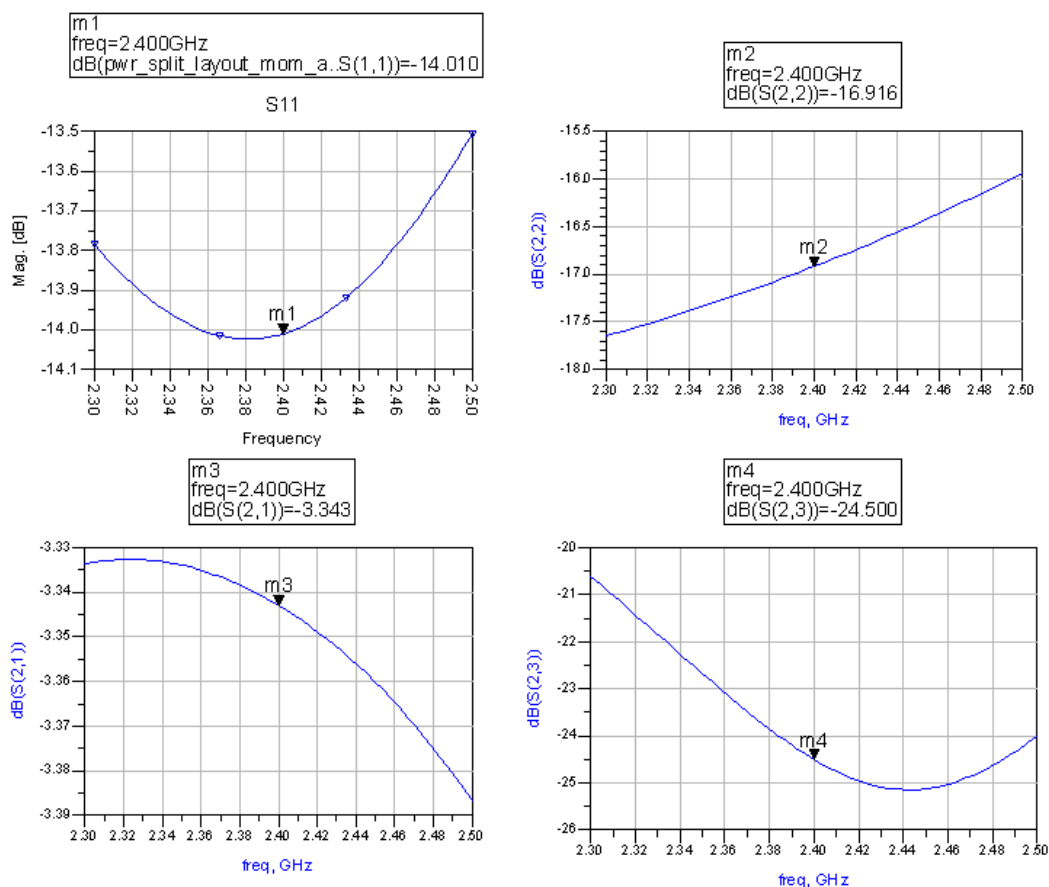 m1
freq=2.400GHz
dB(pwr_split_layout_mom_a..S(1,1))=-14.010
S11
-13.5
-13.6
-13.7
-13.8
-13.9
-14.0
-14.1
Mag. [dB]
m1
2.30
2.32
2.34
2.36
2.38
2.40
2.42
2.44
2.46
2.48
2.50
Frequency
m2
freq=2.400GHz
dB(S(2,2))=-16.916
-15.5
-16.0
-16.5
-17.0
-17.5
-18.0
dB(S(2,2))
m2
2.30 2.32 2.34 2.36 2.38 2.40 2.42 2.44 2.46 2.48 2.50
freq, GHz
m3
freq=2.400GHz
dB(S(2,1))=-3.343
-3.33
-3.34
-3.35
-3.36
-3.37
-3.38
-3.39
dB(S(2,1))
m3
2.30 2.32 2.34 2.36 2.38 2.40 2.42 2.44 2.46 2.48 2.50
freq, GHz
m4
freq=2.400GHz
dB(S(2,3))=-24.500
-20
-21
-22
-23
-24
-25
-26
dB(S(2,3))
m4
2.30 2.32 2.34 2.36 2.38 2.40 2.42 2.44 2.46 2.48 2.50
freq, GHz